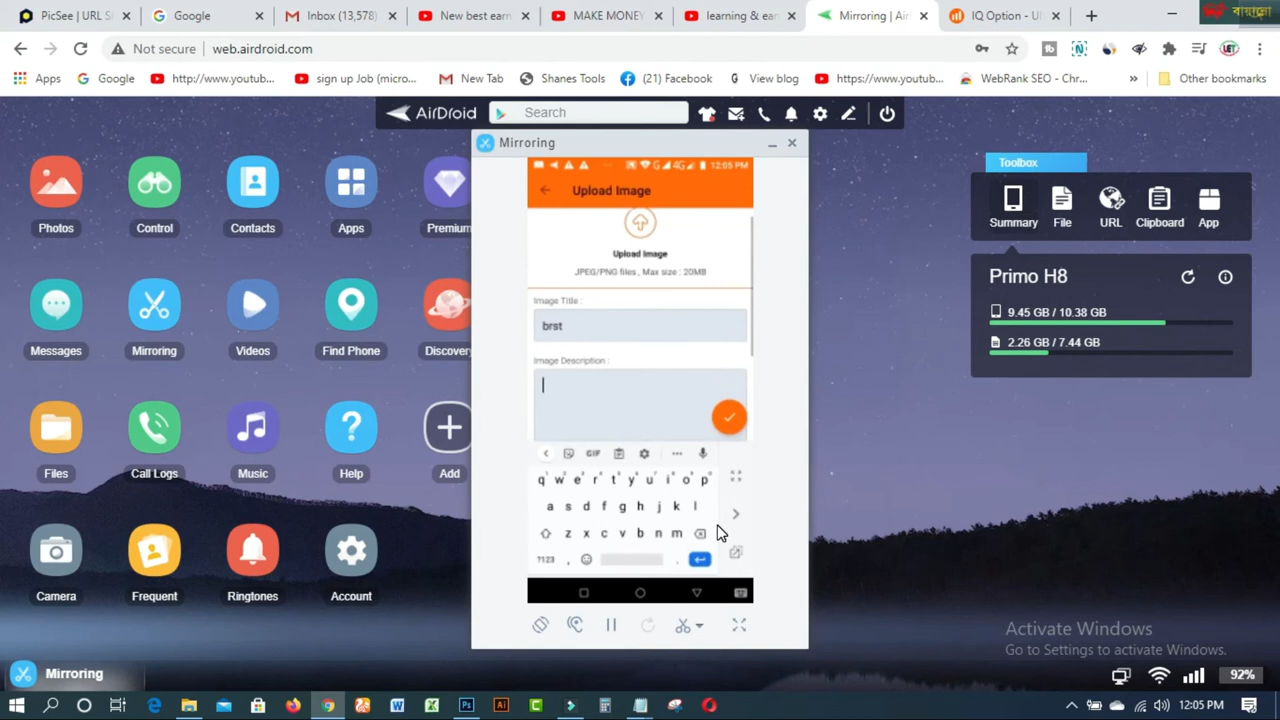 PicSee | URL Sh
Google
Inbox (13,578)
New best earn
MAKE MONEY
learning & ear
Mirroring | Air
IQ Option - Ul
বায়ান্নো
Not secure
web.airdroid.com
Apps
Google
http://www.youtub...
sign up Job (micro...
New Tab
Shanes Tools
(21) Facebook
View blog
https://www.youtub...
WebRank SEO - Chr...
»
Other bookmarks
AirDroid
Search
Mirroring
G
4G
12:05 PM
Upload Image
Upload Image
JPEG/PNG files , Max size : 20MB
Image Title :
brst
Image Description :
GIF
q w e r t y u i o p
a s d f g h j k l
z x c v b n m
?123 , .
Photos
Control
Contacts
Apps
Premium
Messages
Mirroring
Videos
Find Phone
Discovery
Files
Call Logs
Music
Help
Add
Camera
Frequent
Ringtones
Account
Toolbox
Summary
File
URL
Clipboard
App
Primo H8
9.45 GB / 10.38 GB
2.26 GB / 7.44 GB
Activate Windows
Go to Settings to activate Windows.
Mirroring
92%
12:05 PM